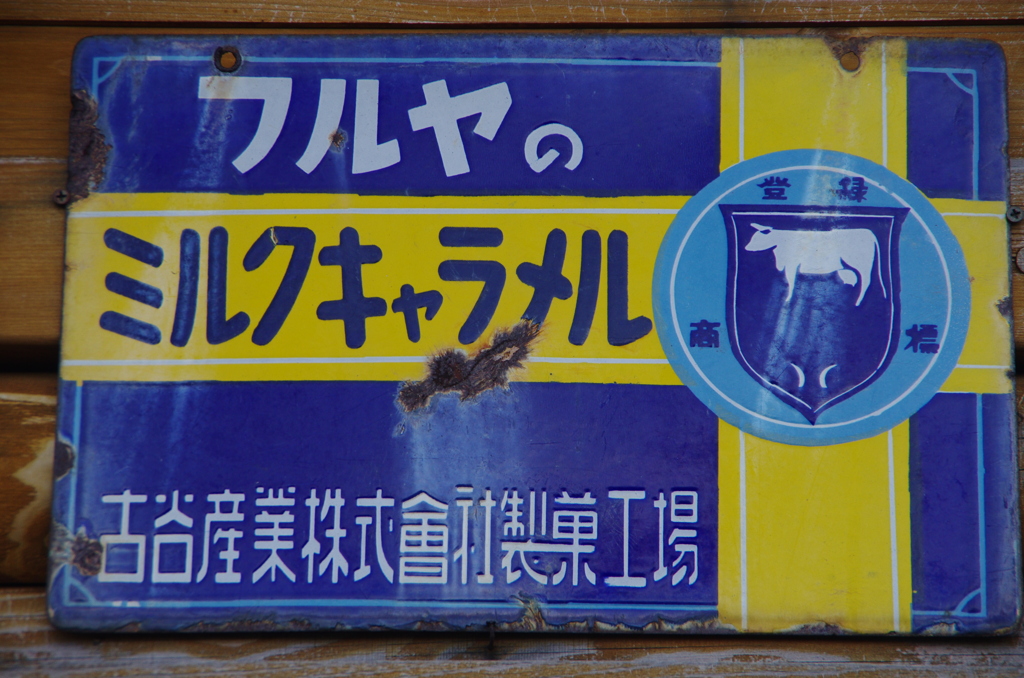 フルヤの
ミルクキャラメル
登録
商標
古谷産業株式會社製菓工場